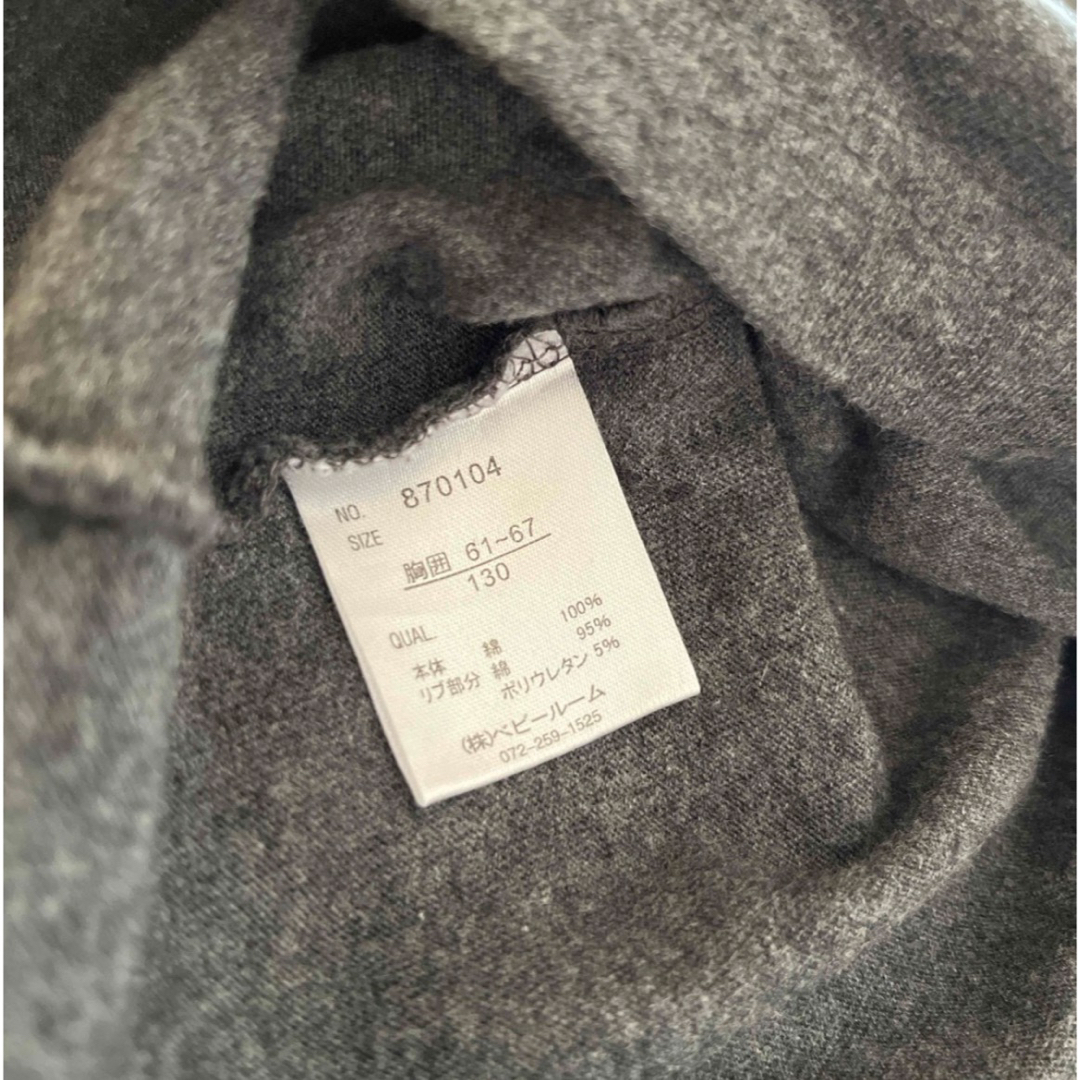 NO. 870104
SIZE
胸囲 61~67
130
QUAL.
本体 綿 100%
リブ部分 綿 95%
ポリウレタン 5%
(株)ベビールーム
072-259-1525